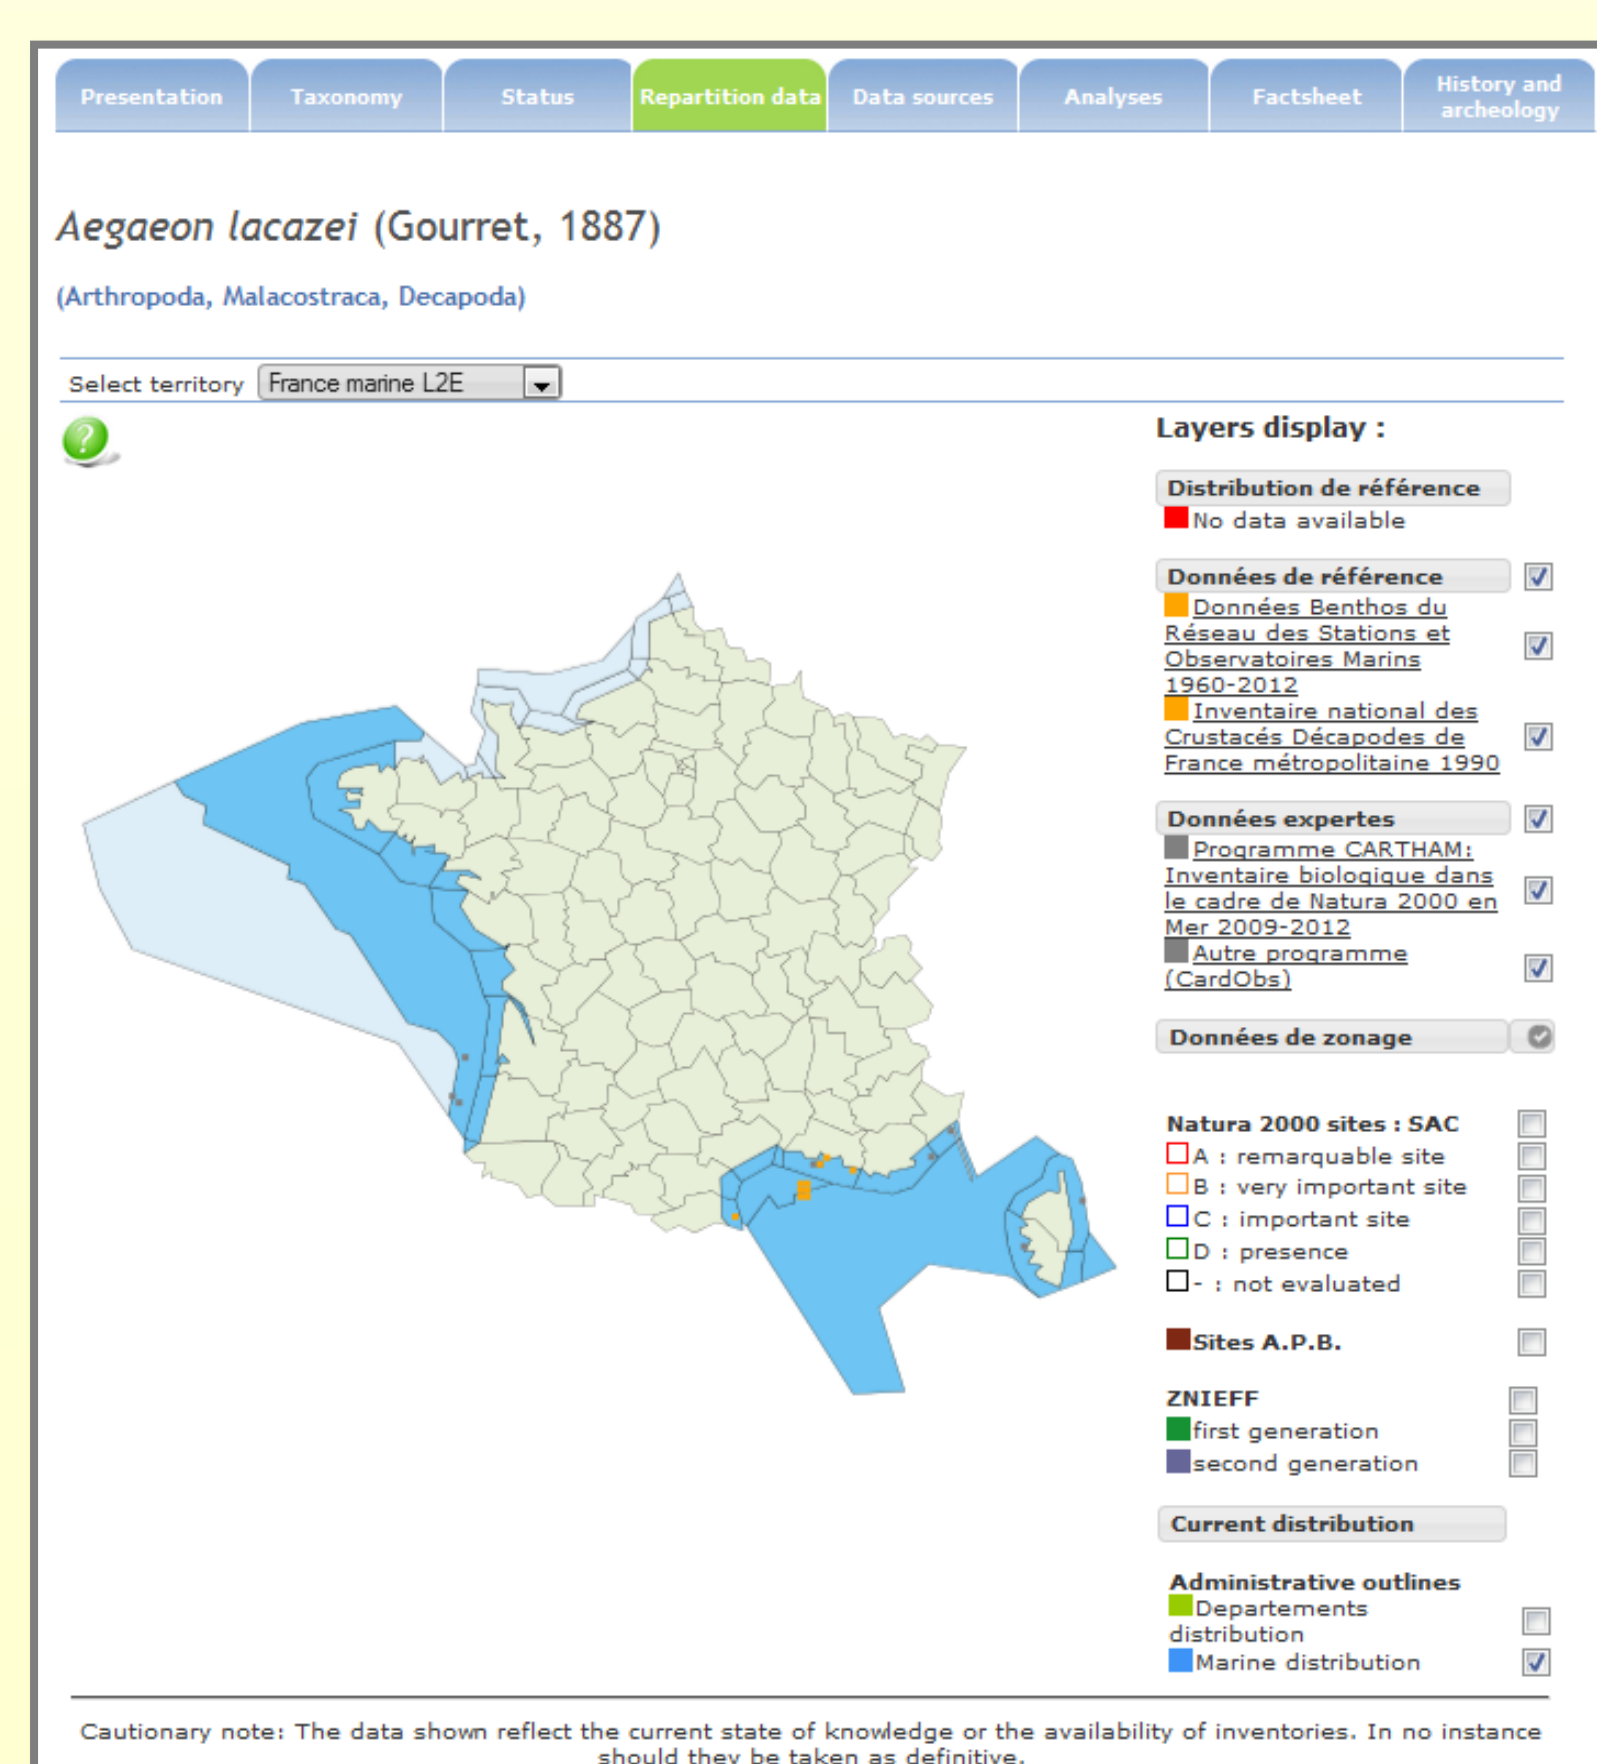 Presentation
Taxonomy
Status
Repartition data
Data sources
Analyses
Factsheet
History and
archeology
Aegaeon lacazei (Gourret, 1887)
(Arthropoda, Malacostraca, Decapoda)
Select territory France marine L2E
?
Layers display :
Distribution de référence
No data available
Données de référence
Données Benthos du
Réseau des Stations et
Observatoires Marins
1960-2012
Inventaire national des
Crustacés Décapodes de
France métropolitaine 1990
Données expertes
Programme CARTHAM:
Inventaire biologique dans
le cadre de Natura 2000 en
Mer 2009-2012
Autre programme
(CardObs)
Données de zonage
Natura 2000 sites : SAC
A : remarquable site
B : very important site
C : important site
D : presence
- : not evaluated
Sites A.P.B.
ZNIEFF
first generation
second generation
Current distribution
Administrative outlines
Departements
distribution
Marine distribution
Cautionary note: The data shown reflect the current state of knowledge or the availability of inventories. In no instance
should they be taken as definitive.